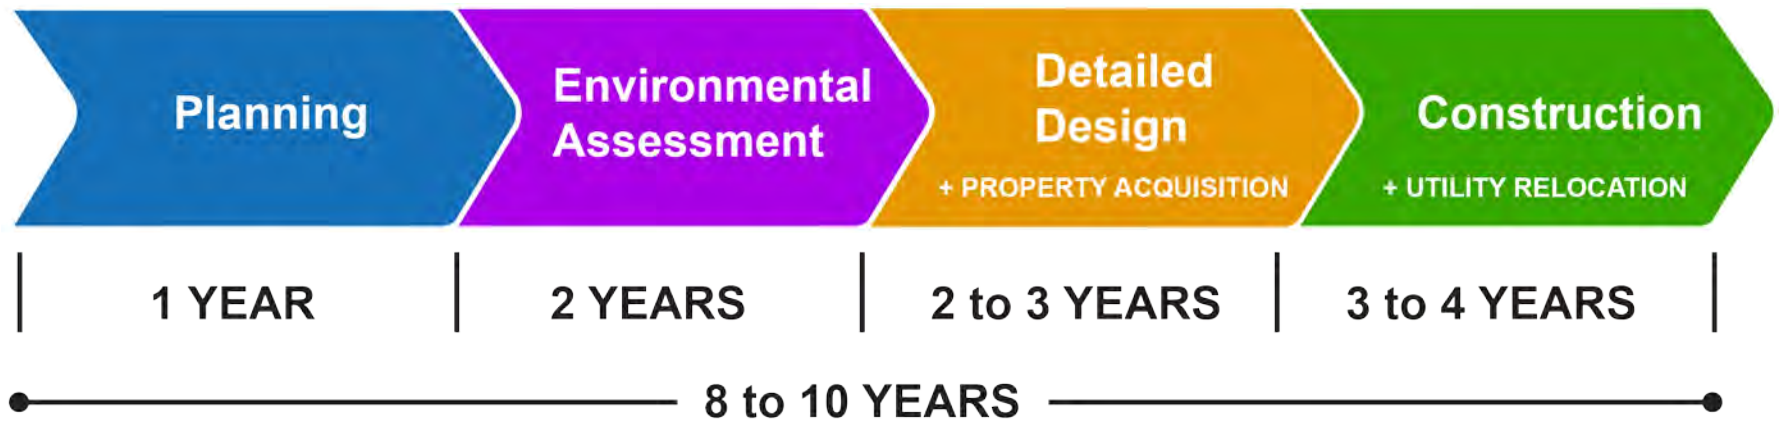 Planning
Environmental
Assessment
Detailed
Design
+ PROPERTY ACQUISITION
Construction
+ UTILITY RELOCATION
1 YEAR
2 YEARS
2 to 3 YEARS
3 to 4 YEARS
8 to 10 YEARS